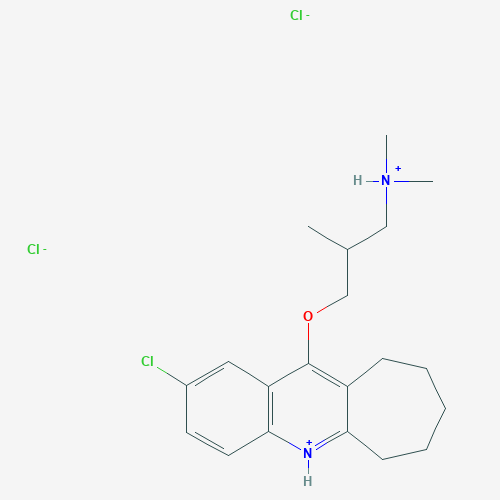 Cl -
H N +
Cl -
O
Cl
N +
H